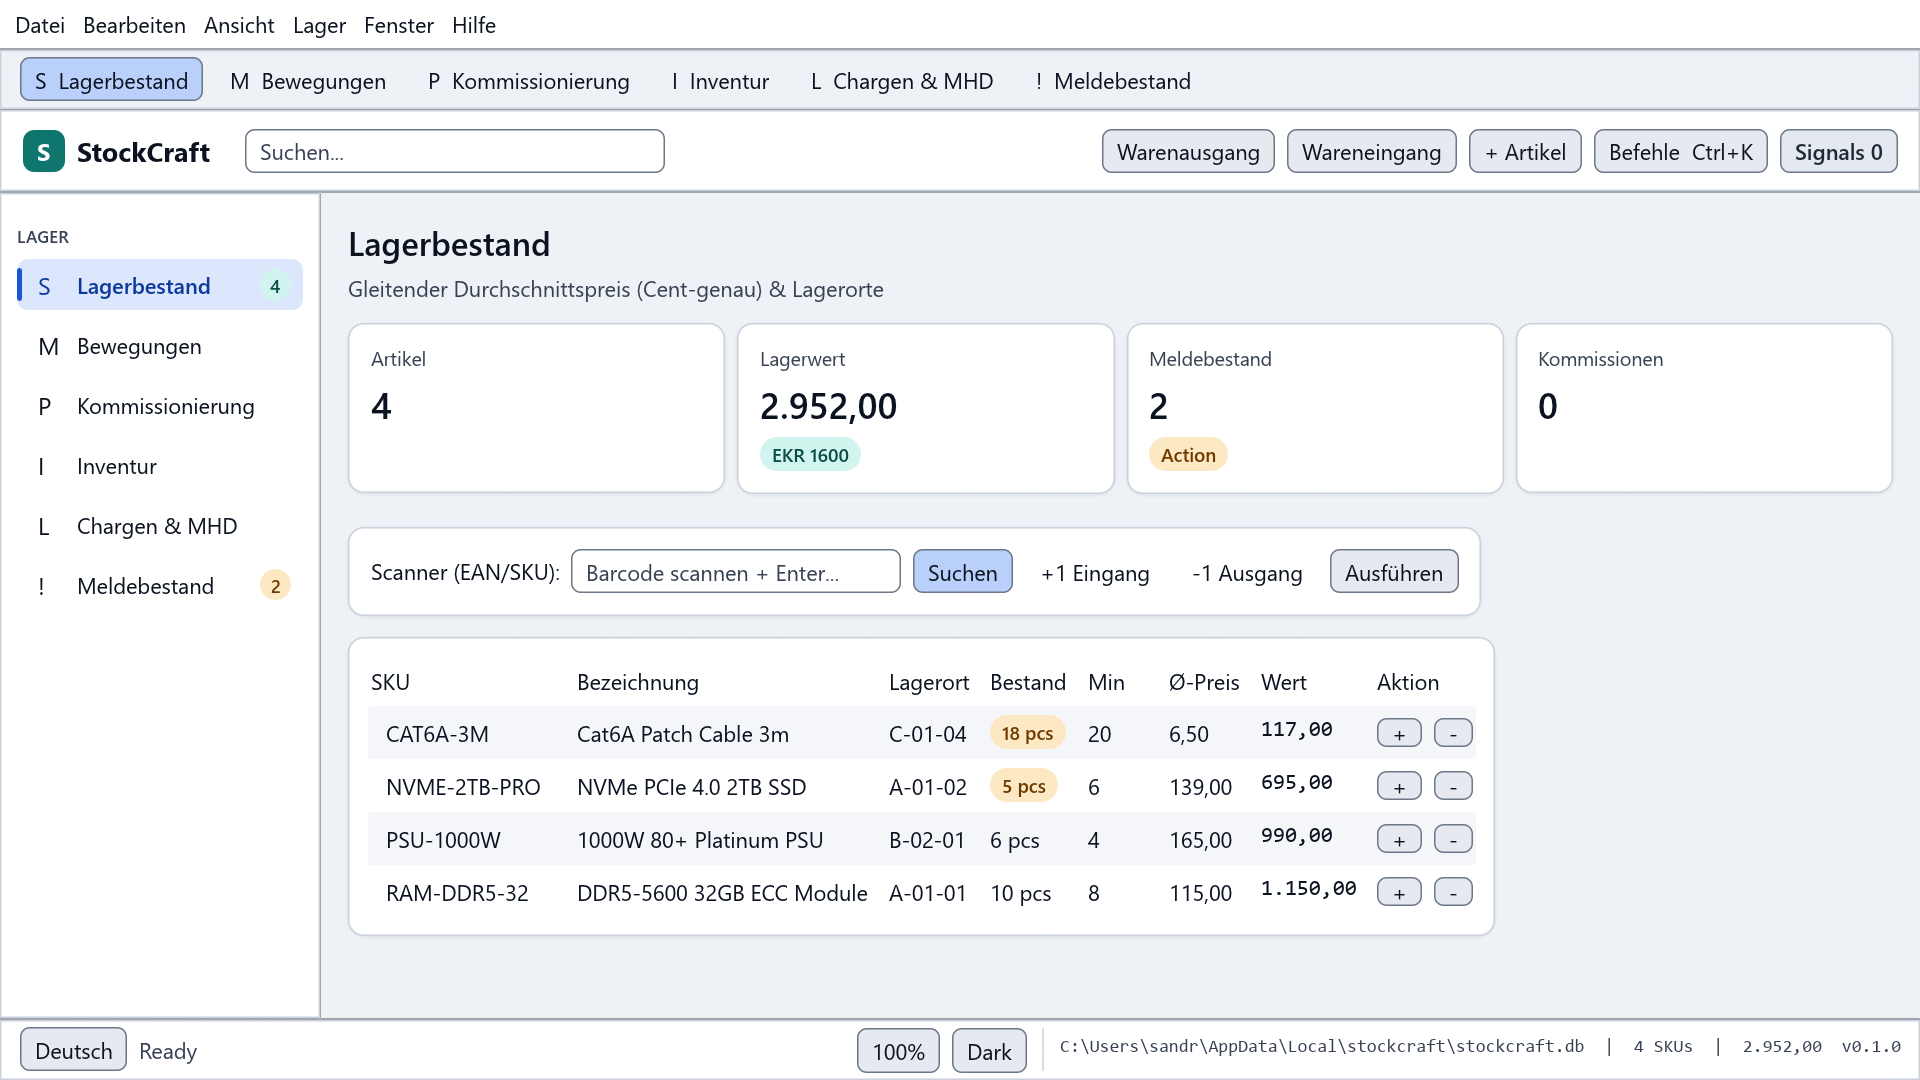 Datei Bearbeiten Ansicht Lager Fenster Hilfe
S Lagerbestand M Bewegungen P Kommissionierung I Inventur L Chargen & MHD ! Meldebestand
S StockCraft Suchen... Warenausgang Wareneingang + Artikel Befehle Ctrl+K Signals 0
LAGER
S Lagerbestand 4
M Bewegungen
P Kommissionierung
I Inventur
L Chargen & MHD
! Meldebestand 2
Lagerbestand
Gleitender Durchschnittspreis (Cent-genau) & Lagerorte
Artikel
4
Lagerwert
2.952,00
EKR 1600
Meldebestand
2
Action
Kommissionen
0
Scanner (EAN/SKU): Barcode scannen + Enter... Suchen +1 Eingang -1 Ausgang Ausführen
SKU Bezeichnung Lagerort Bestand Min Ø-Preis Wert Aktion
CAT6A-3M Cat6A Patch Cable 3m C-01-04 18 pcs 20 6,50 117,00 + -
NVME-2TB-PRO NVMe PCIe 4.0 2TB SSD A-01-02 5 pcs 6 139,00 695,00 + -
PSU-1000W 1000W 80+ Platinum PSU B-02-01 6 pcs 4 165,00 990,00 + -
RAM-DDR5-32 DDR5-5600 32GB ECC Module A-01-01 10 pcs 8 115,00 1.150,00 + -
Deutsch Ready 100% Dark C:\Users\sandr\AppData\Local\stockcraft\stockcraft.db | 4 SKUs | 2.952,00 v0.1.0